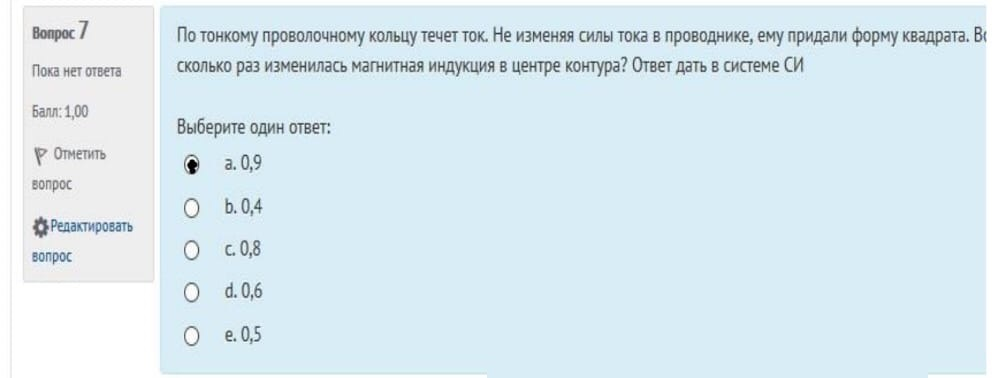 Вопрос 7
Пока нет ответа
Балл: 1,00
Отметить
вопрос
Редактировать
вопрос
По тонкому проволочному кольцу течет ток. Не изменяя силы тока в проводнике, ему придали форму квадрата. Во
сколько раз изменилась магнитная индукция в центре контура? Ответ дать в системе СИ
Выберите один ответ:
a. 0,9
b. 0,4
c. 0,8
d. 0,6
e. 0,5